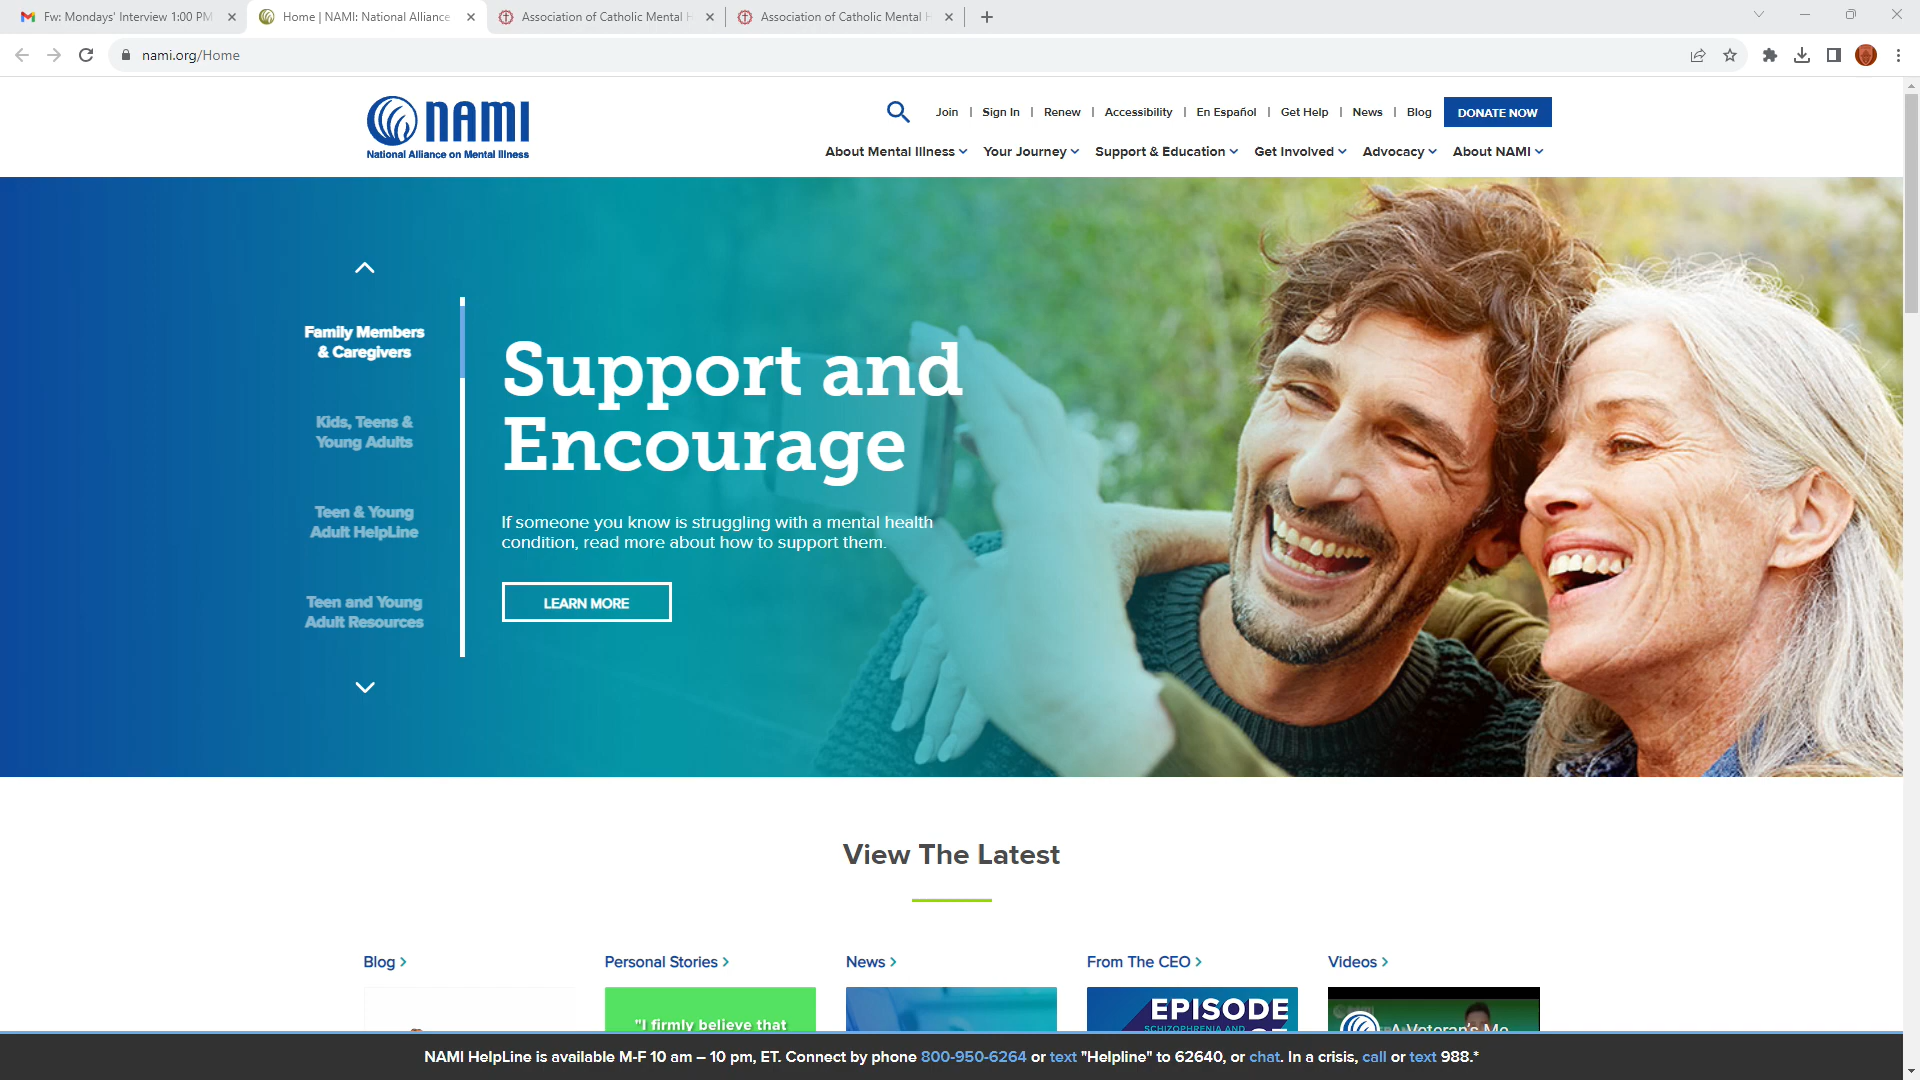 Fw: Mondays' Interview 1:00 PM
Home | NAMI: National Alliance
Association of Catholic Mental H
Association of Catholic Mental H
nami.org/Home
nami
National Alliance on Mental Illness
Join | Sign In | Renew | Accessibility | En Español | Get Help | News | Blog
DONATE NOW
About Mental Illness
Your Journey
Support & Education
Get Involved
Advocacy
About NAMI
Family Members
& Caregivers
Kids, Teens &
Young Adults
Teen & Young
Adult HelpLine
Teen and Young
Adult Resources
Support and
Encourage
If someone you know is struggling with a mental health
condition, read more about how to support them.
LEARN MORE
View The Latest
Blog >
Personal Stories >
News >
From The CEO >
Videos >
"I firmly believe that
EPISODE
SCHIZOPHRENIA AND
A Veteran's Me
NAMI HelpLine is available M-F 10 am – 10 pm, ET. Connect by phone 800-950-6264 or text "Helpline" to 62640, or chat. In a crisis, call or text 988.*